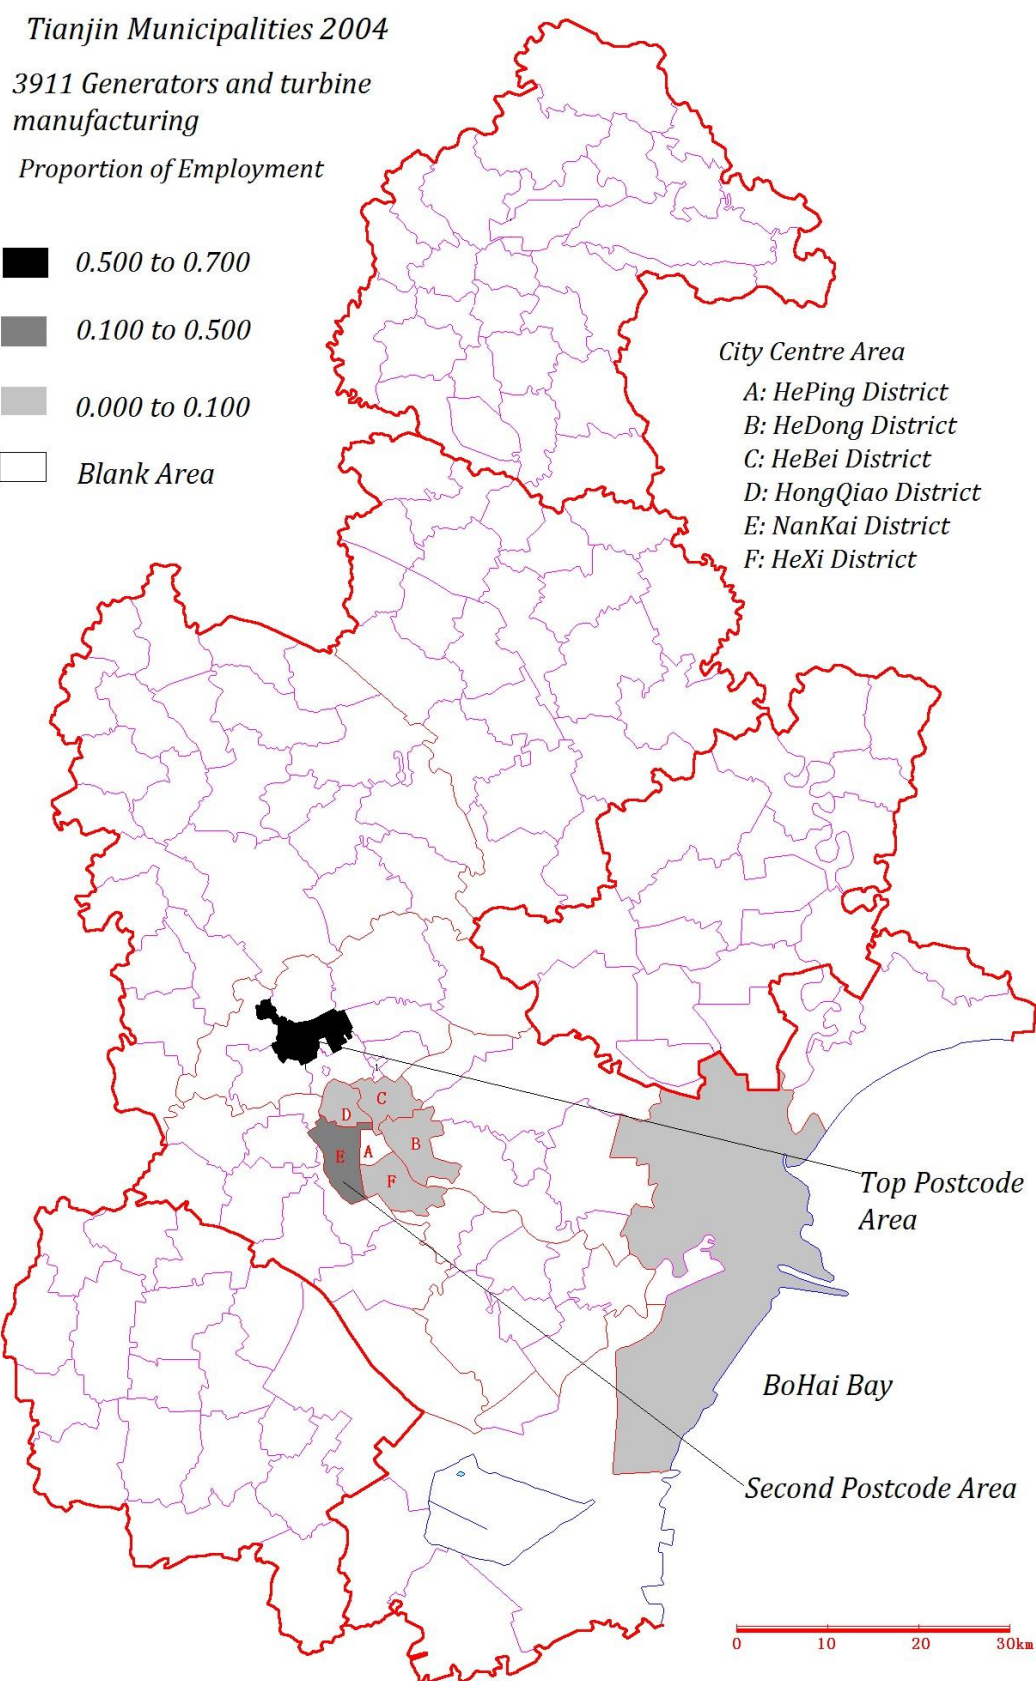 Tianjin Municipalities 2004
3911 Generators and turbine
manufacturing
Proportion of Employment
0.500 to 0.700
0.100 to 0.500
0.000 to 0.100
Blank Area
City Centre Area
A: HePing District
B: HeDong District
C: HeBei District
D: HongQiao District
E: NanKai District
F: HeXi District
C
D
B
A
E
F
Top Postcode
Area
BoHai Bay
Second Postcode Area
0 10 20 30km